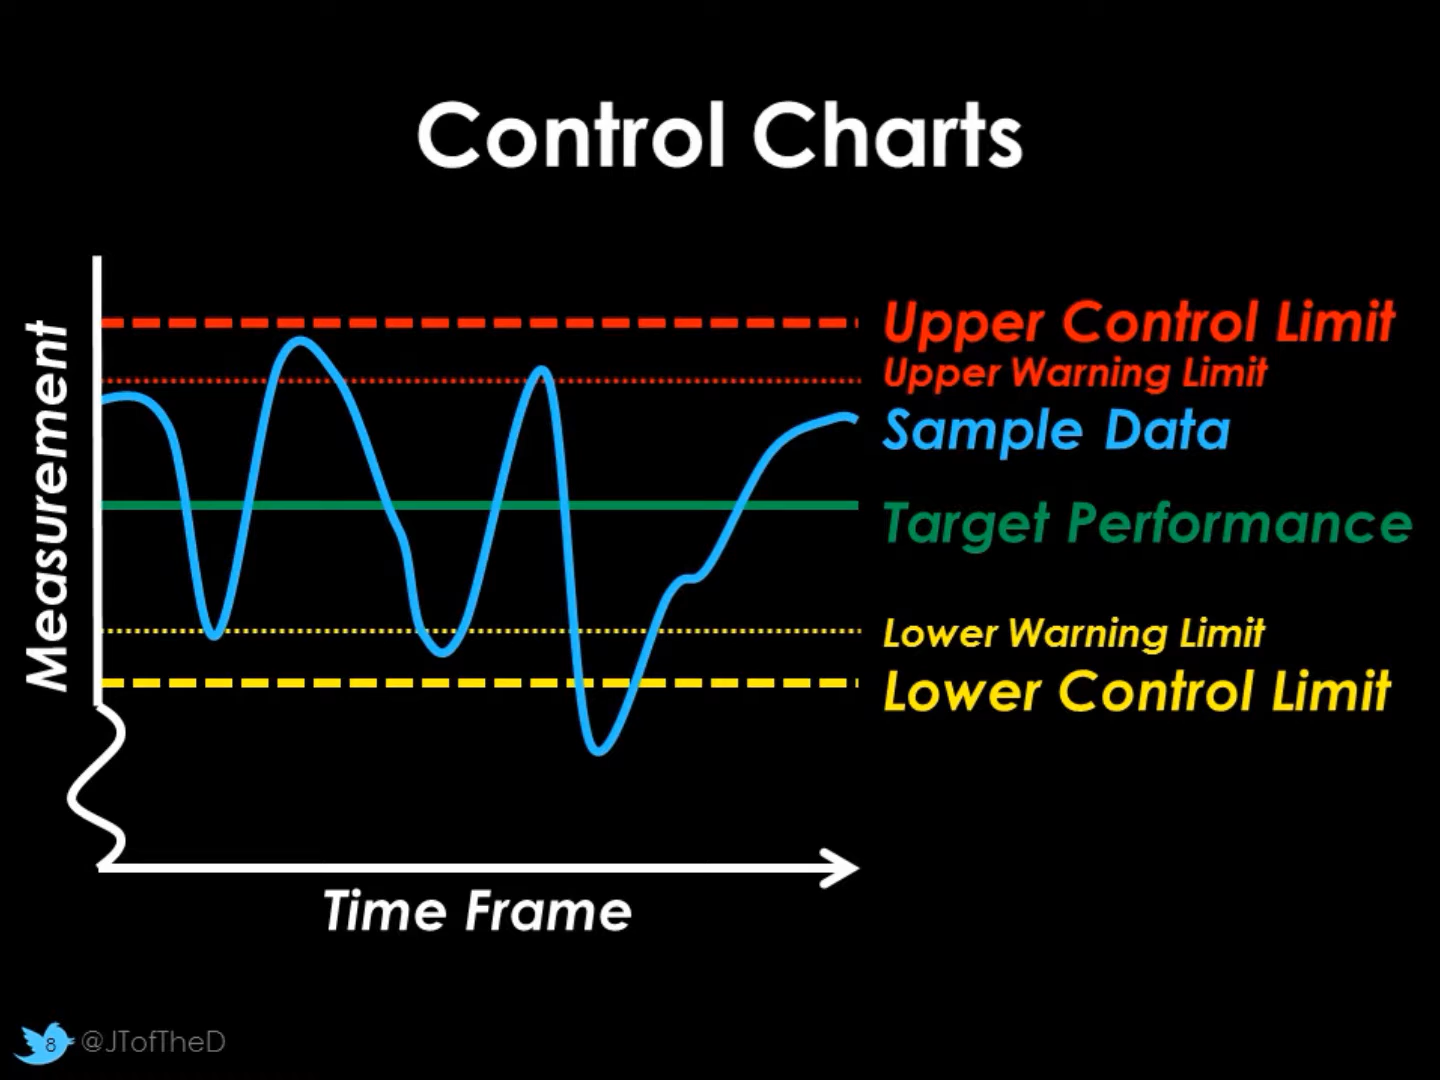 Control Charts
Measurement
Upper Control Limit
Upper Warning Limit
Sample Data
Target Performance
Lower Warning Limit
Lower Control Limit
Time Frame
8 @JTofTheD